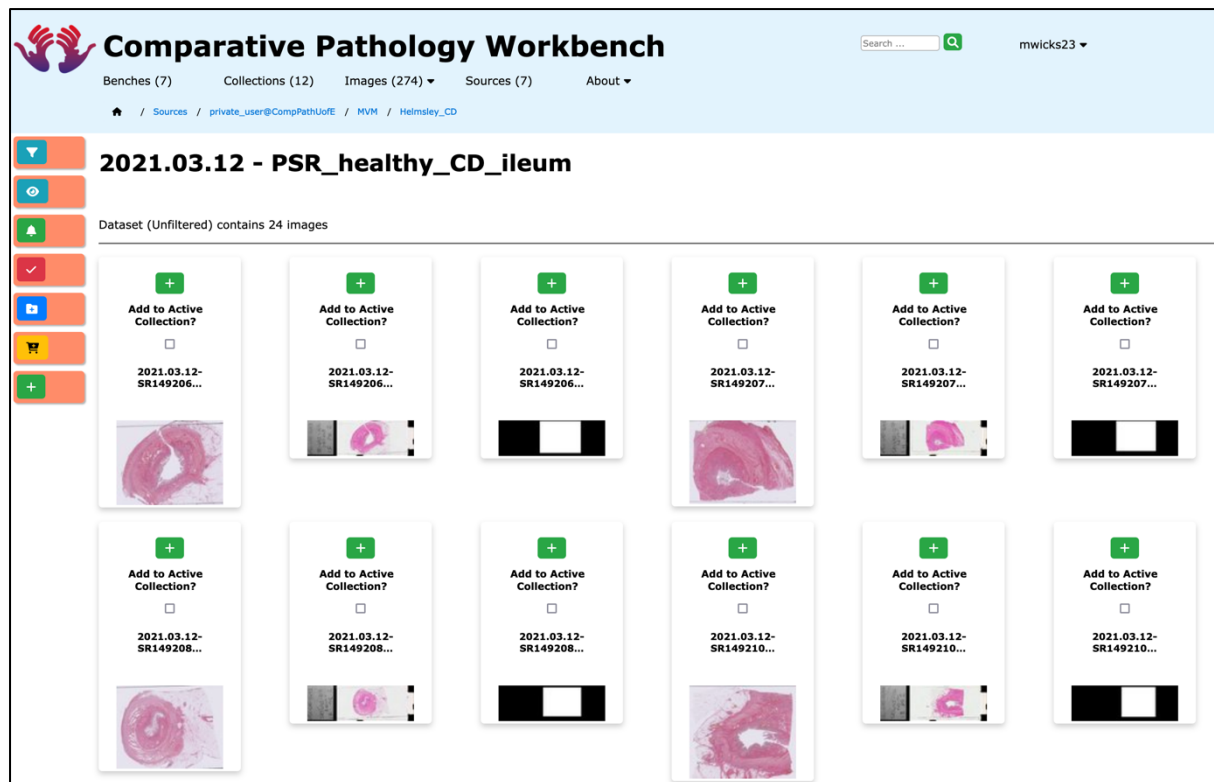 Comparative Pathology Workbench
Search ...
mwicks23
Benches (7) Collections (12) Images (274) Sources (7) About
/ Sources / private_user@CompPathUofE / MVM / Helmsley_CD
2021.03.12 - PSR_healthy_CD_ileum
Dataset (Unfiltered) contains 24 images
Add to Active
Collection?
2021.03.12-
SR149206...
Add to Active
Collection?
2021.03.12-
SR149206...
Add to Active
Collection?
2021.03.12-
SR149206...
Add to Active
Collection?
2021.03.12-
SR149207...
Add to Active
Collection?
2021.03.12-
SR149207...
Add to Active
Collection?
2021.03.12-
SR149207...
Add to Active
Collection?
2021.03.12-
SR149208...
Add to Active
Collection?
2021.03.12-
SR149208...
Add to Active
Collection?
2021.03.12-
SR149208...
Add to Active
Collection?
2021.03.12-
SR149210...
Add to Active
Collection?
2021.03.12-
SR149210...
Add to Active
Collection?
2021.03.12-
SR149210...